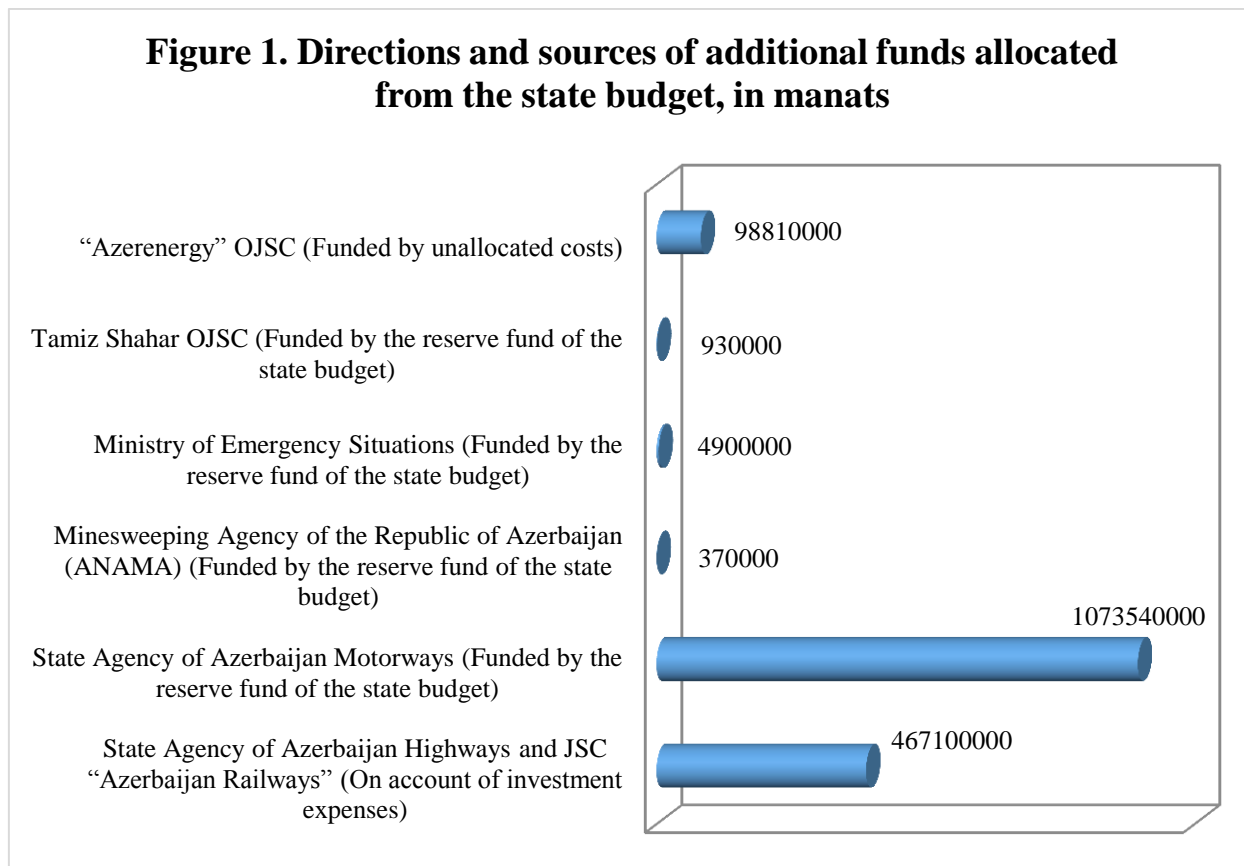 Figure 1. Directions and sources of additional funds allocated
from the state budget, in manats
“Azerenergy” OJSC (Funded by unallocated costs)
98810000
Tamiz Shahar OJSC (Funded by the reserve fund of the
state budget)
930000
Ministry of Emergency Situations (Funded by the
reserve fund of the state budget)
4900000
Minesweeping Agency of the Republic of Azerbaijan
(ANAMA) (Funded by the reserve fund of the state
budget)
370000
State Agency of Azerbaijan Motorways (Funded by the
reserve fund of the state budget)
1073540000
State Agency of Azerbaijan Highways and JSC
“Azerbaijan Railways” (On account of investment
expenses)
467100000